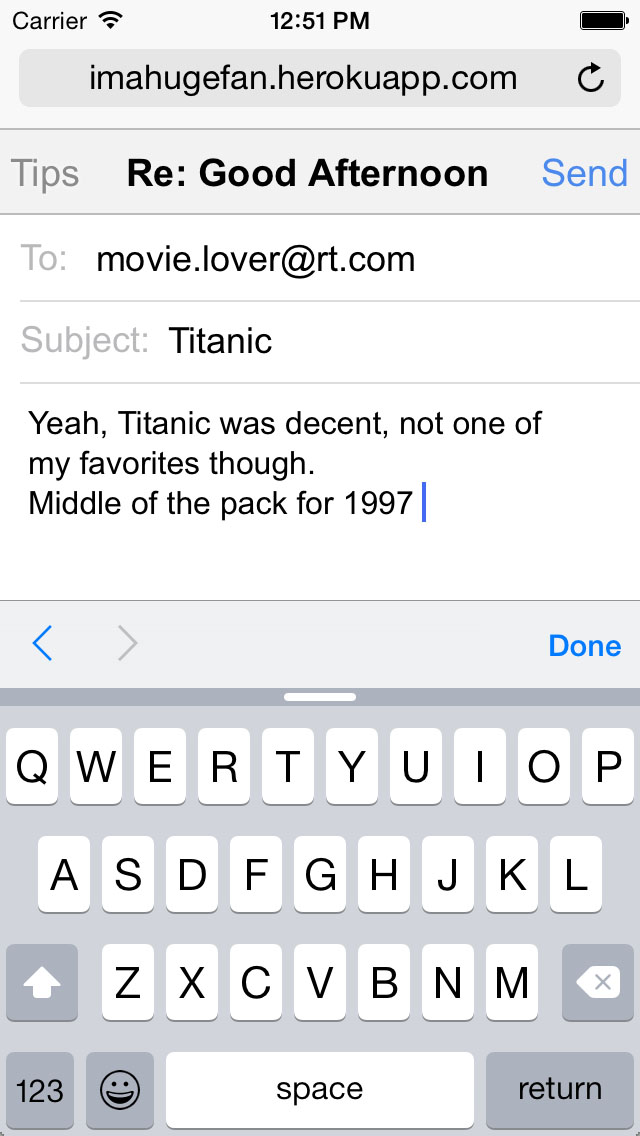 Carrier 12:51 PM
imahugefan.herokuapp.com
Tips Re: Good Afternoon Send
To: movie.lover@rt.com
Subject: Titanic
Yeah, Titanic was decent, not one of
my favorites though.
Middle of the pack for 1997
Done
Q W E R T Y U I O P
A S D F G H J K L
Z X C V B N M
123 space return